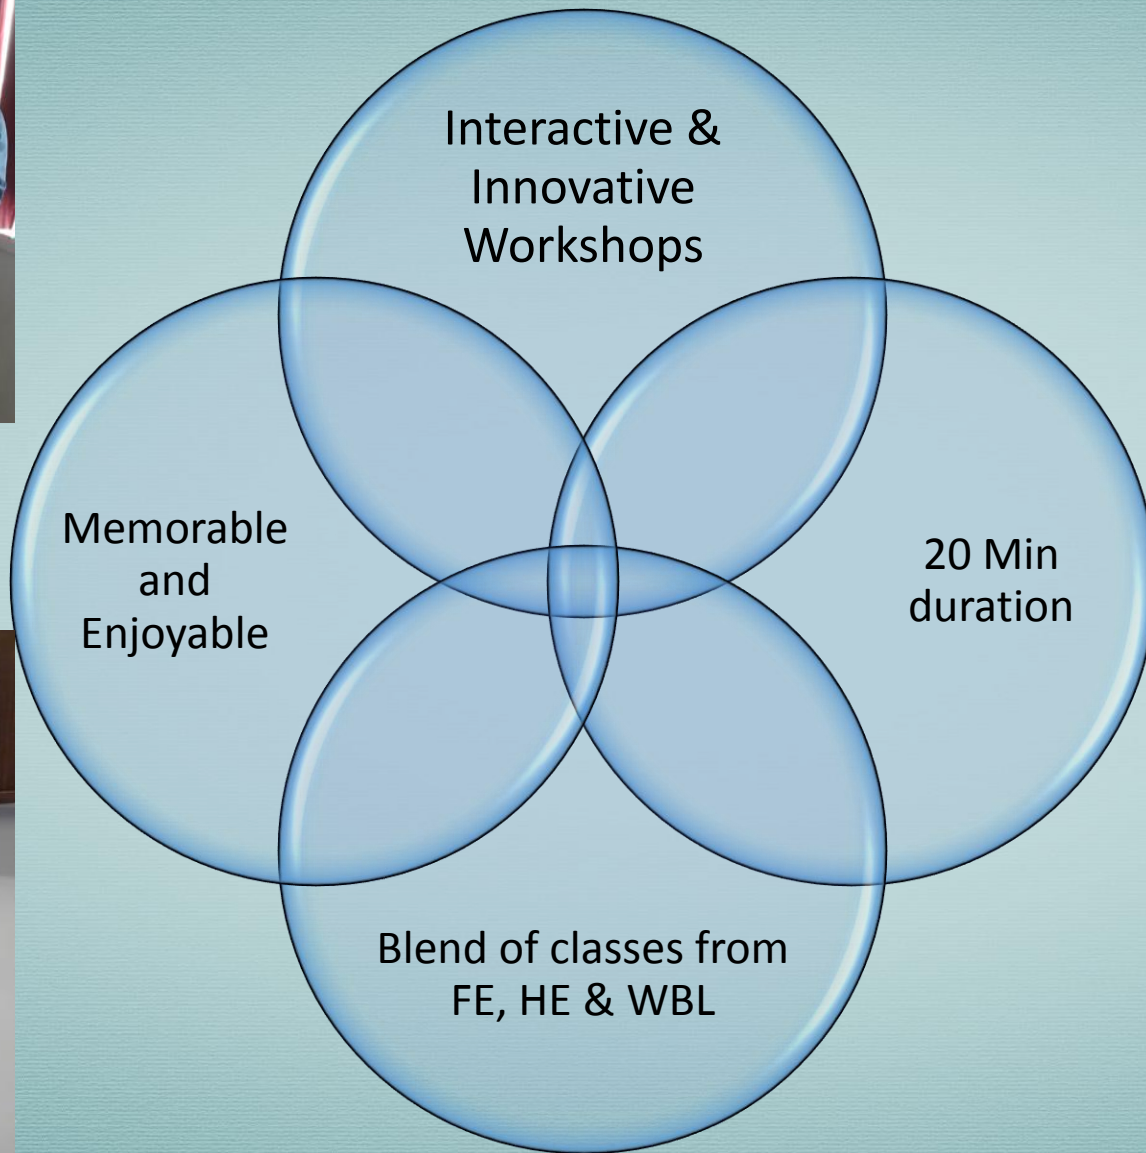 Interactive &
Innovative
Workshops
Memorable
and
Enjoyable
20 Min
duration
Blend of classes from
FE, HE & WBL